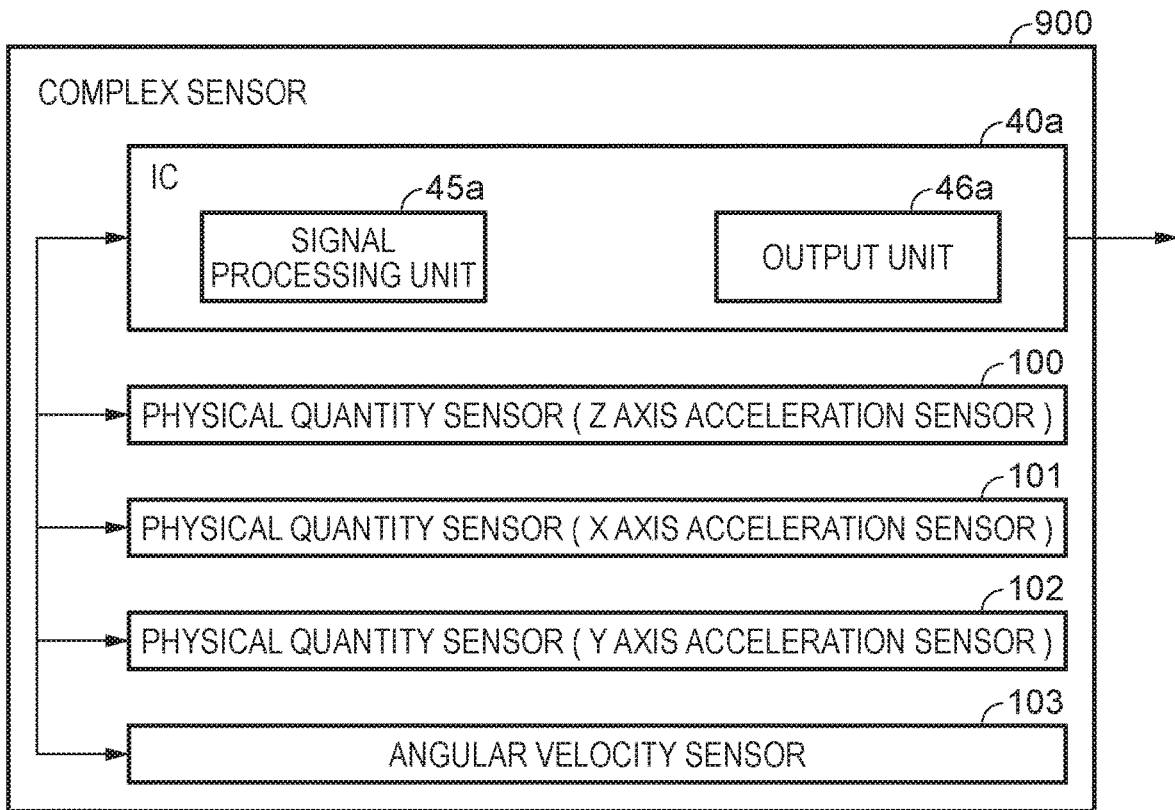 900
COMPLEX SENSOR
40a
IC
45a
46a
SIGNAL
PROCESSING UNIT
OUTPUT UNIT
100
PHYSICAL QUANTITY SENSOR ( Z AXIS ACCELERATION SENSOR )
101
PHYSICAL QUANTITY SENSOR ( X AXIS ACCELERATION SENSOR )
102
PHYSICAL QUANTITY SENSOR ( Y AXIS ACCELERATION SENSOR )
103
ANGULAR VELOCITY SENSOR